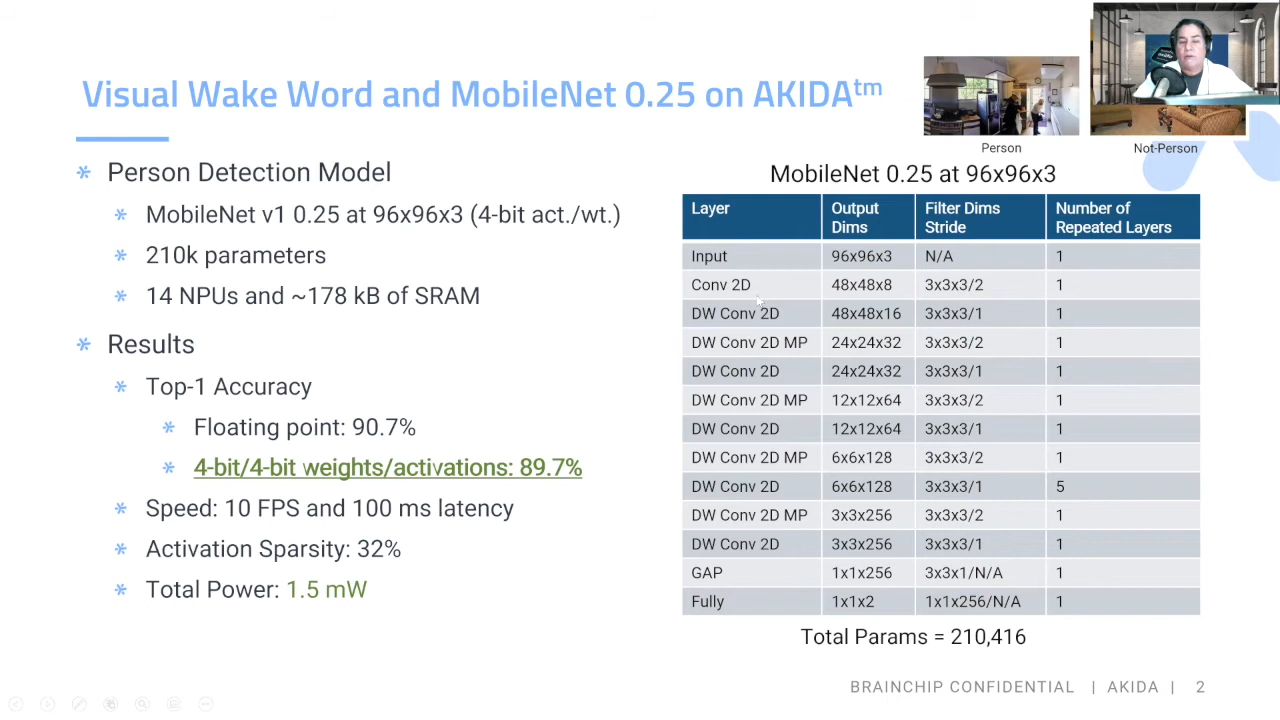 Visual Wake Word and MobileNet 0.25 on AKIDAtm
Person
Not-Person
* Person Detection Model
* MobileNet v1 0.25 at 96x96x3 (4-bit act./wt.)
* 210k parameters
* 14 NPUs and ~178 kB of SRAM
* Results
* Top-1 Accuracy
* Floating point: 90.7%
* 4-bit/4-bit weights/activations: 89.7%
* Speed: 10 FPS and 100 ms latency
* Activation Sparsity: 32%
* Total Power: 1.5 mW
MobileNet 0.25 at 96x96x3
Layer Output Dims Filter Dims Stride Number of Repeated Layers
Input 96x96x3 N/A 1
Conv 2D 48x48x8 3x3x3/2 1
DW Conv 2D 48x48x16 3x3x3/1 1
DW Conv 2D MP 24x24x32 3x3x3/2 1
DW Conv 2D 24x24x32 3x3x3/1 1
DW Conv 2D MP 12x12x64 3x3x3/2 1
DW Conv 2D 12x12x64 3x3x3/1 1
DW Conv 2D MP 6x6x128 3x3x3/2 1
DW Conv 2D 6x6x128 3x3x3/1 5
DW Conv 2D MP 3x3x256 3x3x3/2 1
DW Conv 2D 3x3x256 3x3x3/1 1
GAP 1x1x256 3x3x1/N/A 1
Fully 1x1x2 1x1x256/N/A 1
Total Params = 210,416
BRAINCHIP CONFIDENTIAL | AKIDA | 2